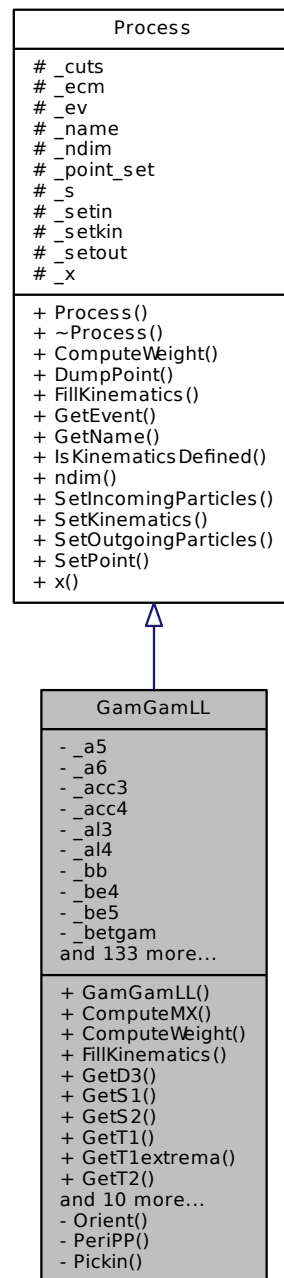 Process
# _cuts
# _ecm
# _ev
# _name
# _ndim
# _point_set
# _s
# _setin
# _setkin
# _setout
# _x
+ Process()
+ ~Process()
+ ComputeWeight()
+ DumpPoint()
+ FillKinematics()
+ GetEvent()
+ GetName()
+ IsKinematicsDefined()
+ ndim()
+ SetIncomingParticles()
+ SetKinematics()
+ SetOutgoingParticles()
+ SetPoint()
+ x()
GamGamLL
- _a5
- _a6
- _acc3
- _acc4
- _al3
- _al4
- _bb
- _be4
- _be5
- _betgam
and 133 more...
+ GamGamLL()
+ ComputeMX()
+ ComputeWeight()
+ FillKinematics()
+ GetD3()
+ GetS1()
+ GetS2()
+ GetT1()
+ GetT1extrema()
+ GetT2()
and 10 more...
- Orient()
- PeriPP()
- Pickin()